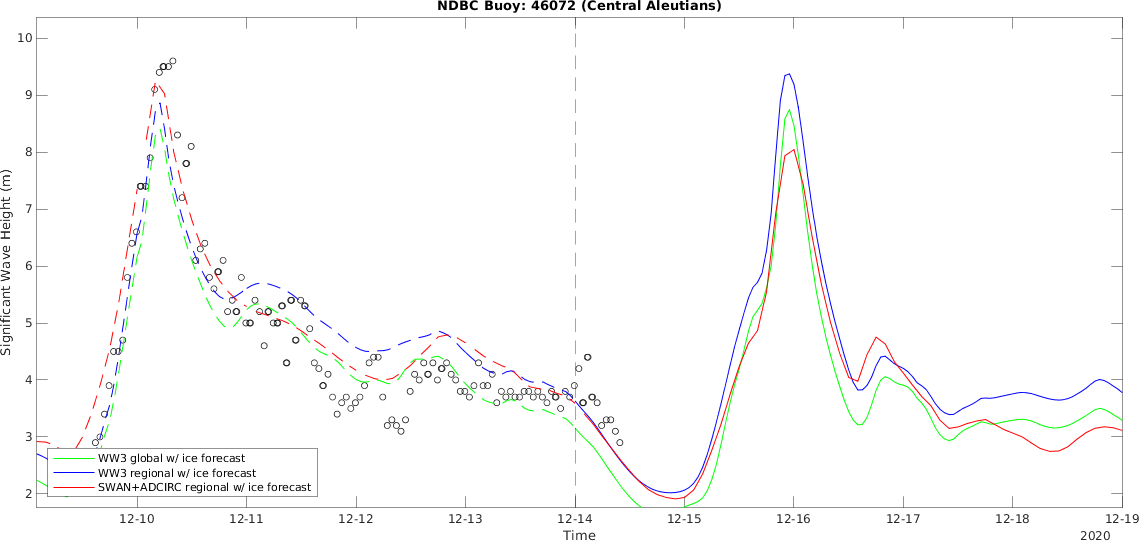 NDBC Buoy: 46072 (Central Aleutians)
Significant Wave Height (m)
10
9
8
7
6
5
4
3
2
WW3 global w/ ice forecast
WW3 regional w/ ice forecast
SWAN+ADCIRC regional w/ ice forecast
12-10 12-11 12-12 12-13 12-14 12-15 12-16 12-17 12-18 12-19
Time
2020